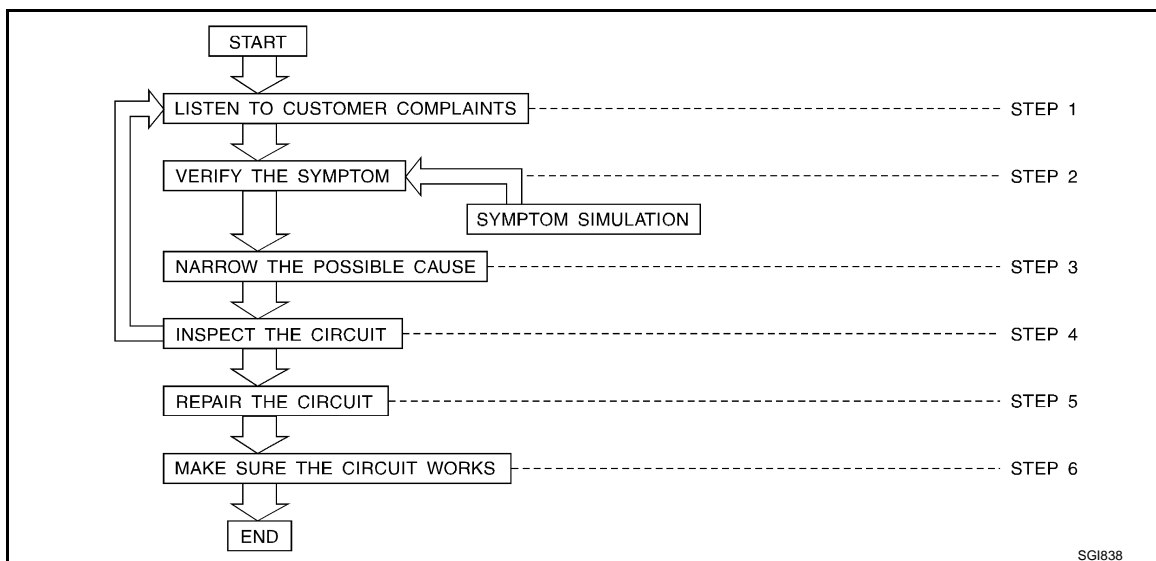 START
LISTEN TO CUSTOMER COMPLAINTS
STEP 1
VERIFY THE SYMPTOM
STEP 2
SYMPTOM SIMULATION
NARROW THE POSSIBLE CAUSE
STEP 3
INSPECT THE CIRCUIT
STEP 4
REPAIR THE CIRCUIT
STEP 5
MAKE SURE THE CIRCUIT WORKS
STEP 6
END
SGI838